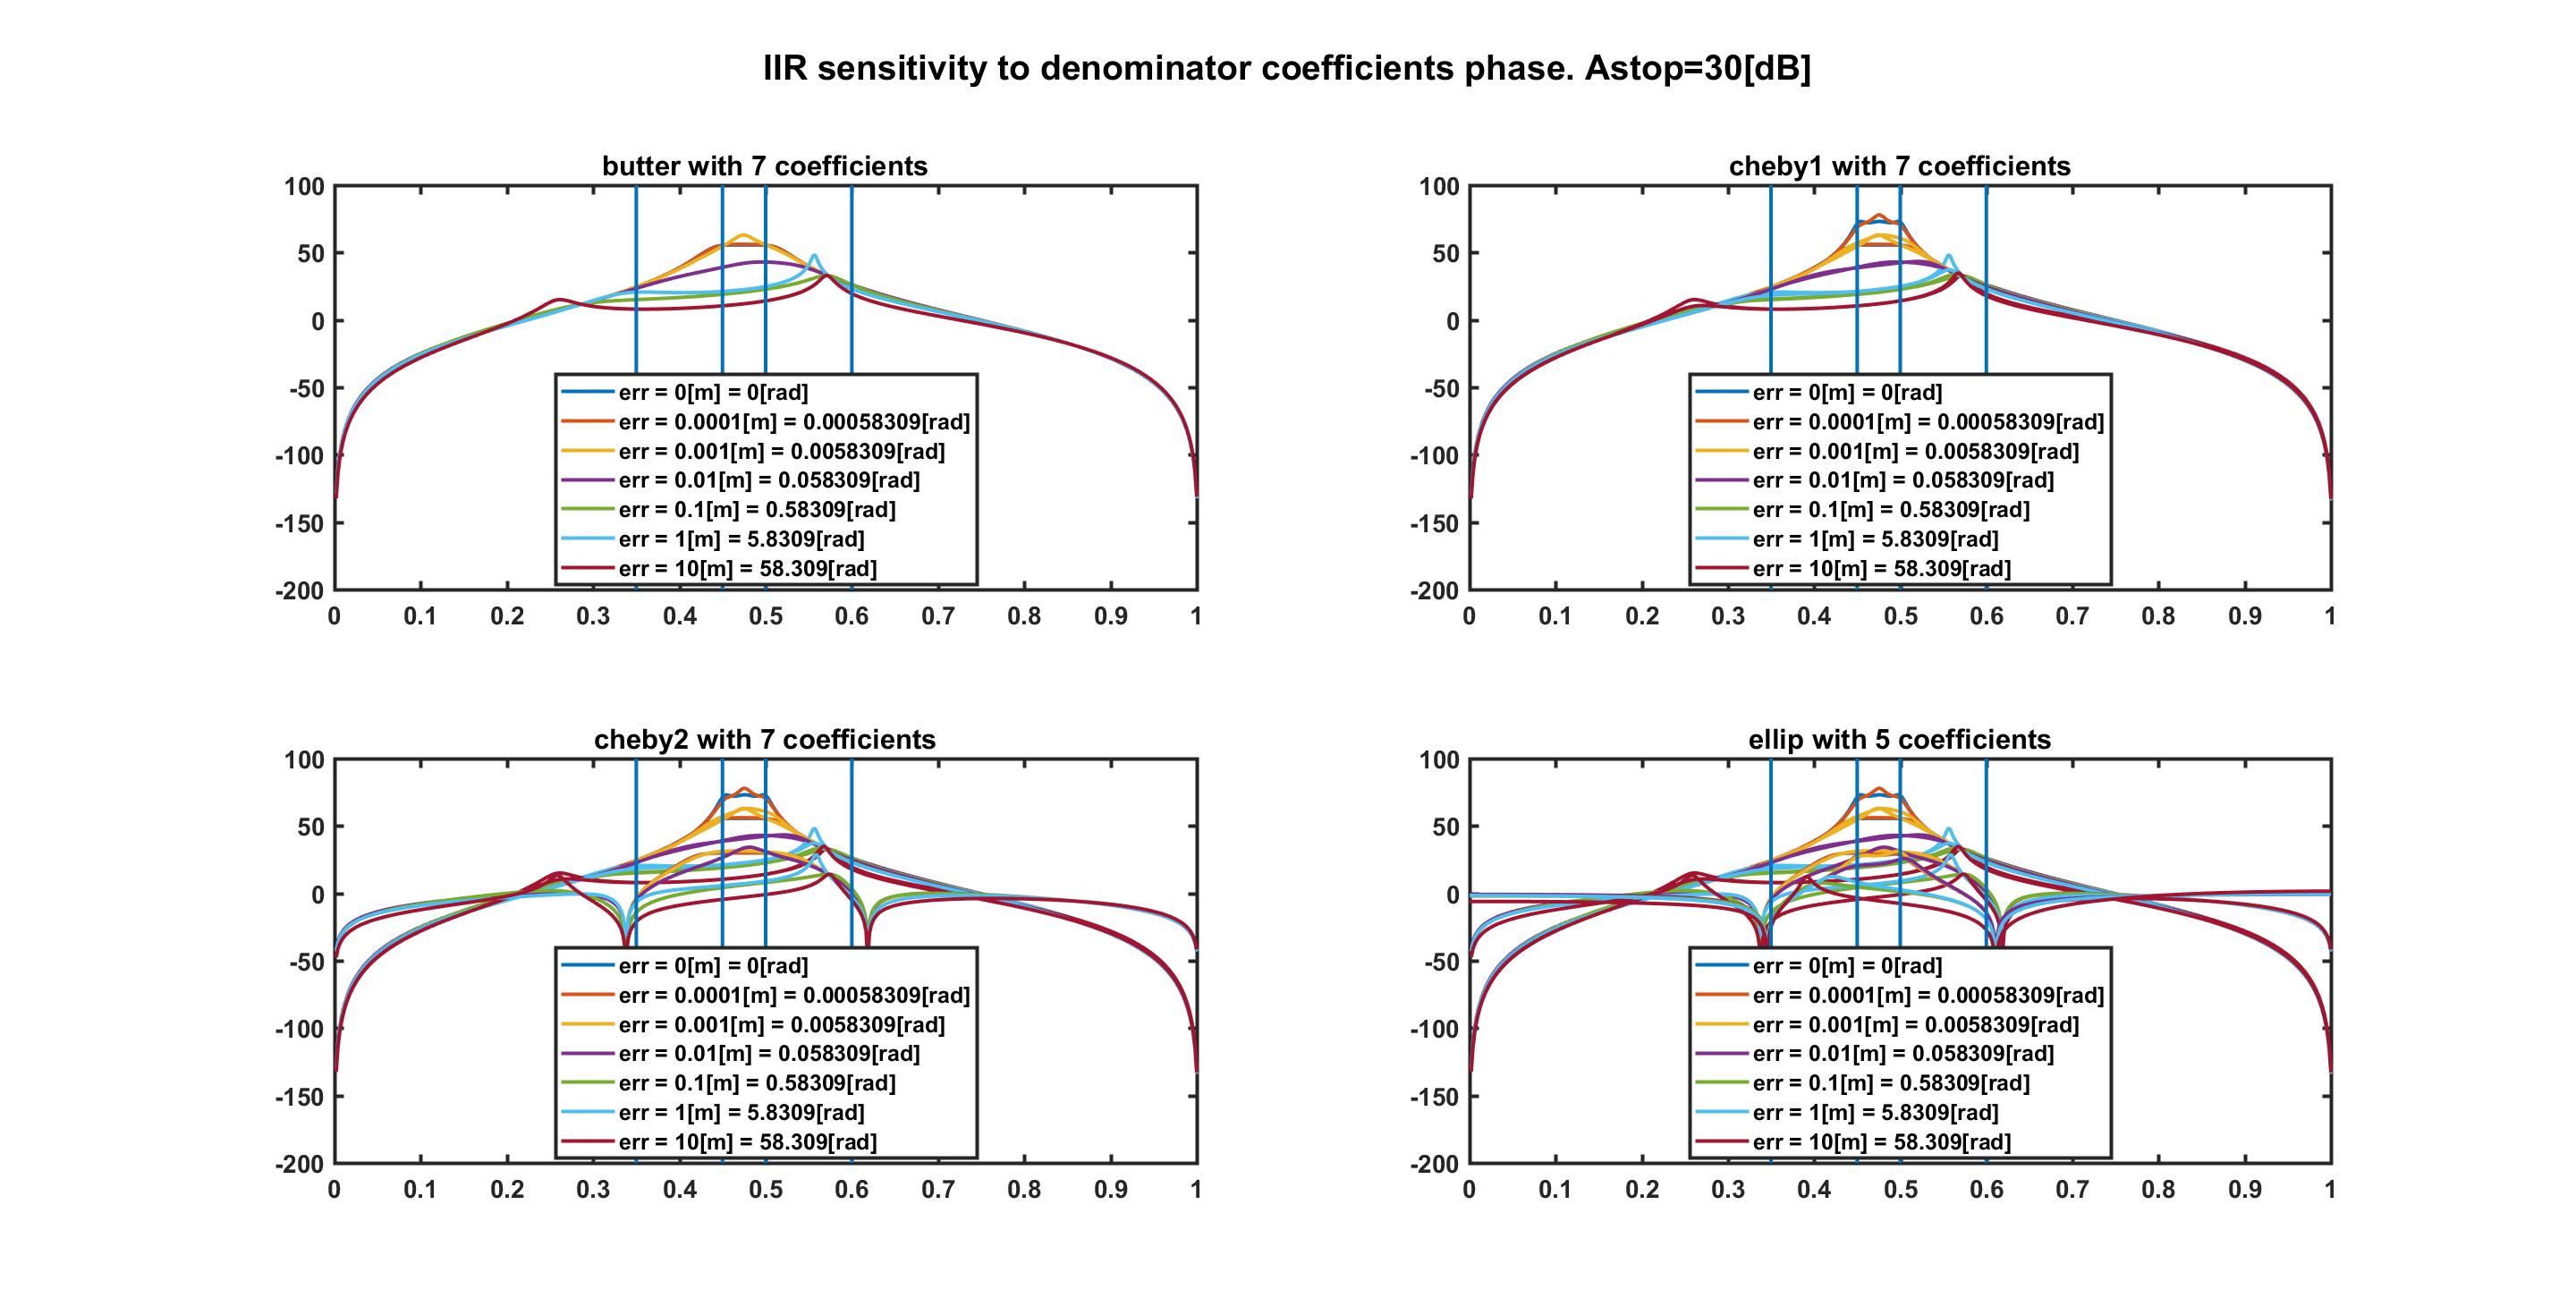 IIR sensitivity to denominator coefficients phase. Astop=30[dB]
butter with 7 coefficients
100
50
0
-50
-100
-150
-200
err = 0[m] = 0[rad]
err = 0.0001[m] = 0.00058309[rad]
err = 0.001[m] = 0.0058309[rad]
err = 0.01[m] = 0.058309[rad]
err = 0.1[m] = 0.58309[rad]
err = 1[m] = 5.8309[rad]
err = 10[m] = 58.309[rad]
0 0.1 0.2 0.3 0.4 0.5 0.6 0.7 0.8 0.9 1
cheby1 with 7 coefficients
100
50
0
-50
-100
-150
-200
err = 0[m] = 0[rad]
err = 0.0001[m] = 0.00058309[rad]
err = 0.001[m] = 0.0058309[rad]
err = 0.01[m] = 0.058309[rad]
err = 0.1[m] = 0.58309[rad]
err = 1[m] = 5.8309[rad]
err = 10[m] = 58.309[rad]
0 0.1 0.2 0.3 0.4 0.5 0.6 0.7 0.8 0.9 1
cheby2 with 7 coefficients
100
50
0
-50
-100
-150
-200
err = 0[m] = 0[rad]
err = 0.0001[m] = 0.00058309[rad]
err = 0.001[m] = 0.0058309[rad]
err = 0.01[m] = 0.058309[rad]
err = 0.1[m] = 0.58309[rad]
err = 1[m] = 5.8309[rad]
err = 10[m] = 58.309[rad]
0 0.1 0.2 0.3 0.4 0.5 0.6 0.7 0.8 0.9 1
ellip with 5 coefficients
100
50
0
-50
-100
-150
-200
err = 0[m] = 0[rad]
err = 0.0001[m] = 0.00058309[rad]
err = 0.001[m] = 0.0058309[rad]
err = 0.01[m] = 0.058309[rad]
err = 0.1[m] = 0.58309[rad]
err = 1[m] = 5.8309[rad]
err = 10[m] = 58.309[rad]
0 0.1 0.2 0.3 0.4 0.5 0.6 0.7 0.8 0.9 1